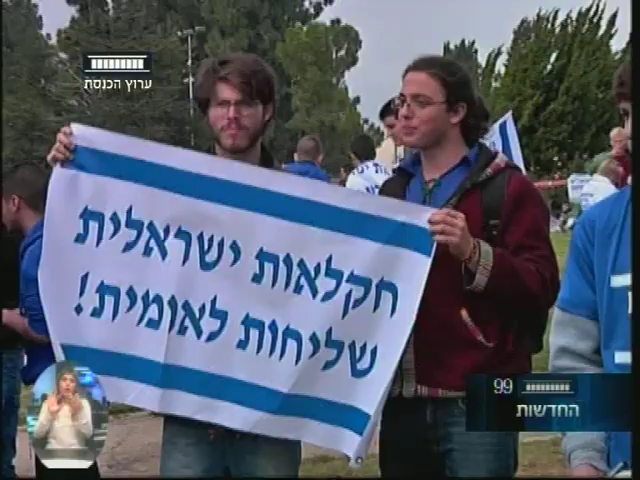 ערוץ הכנסת
חקלאות ישראלית
שליחות לאומית!
99
החדשות